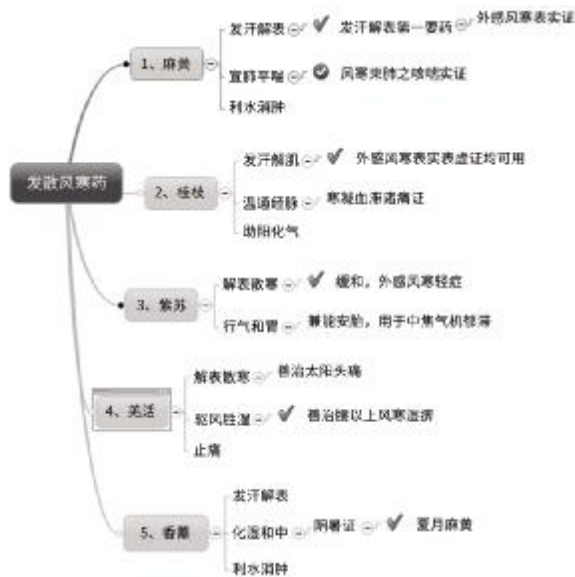 发散风寒药
1、麻黄
发汗解表
发汗解表第一要药
外感风寒表实证
宣肺平喘
风寒束肺之咳喘实证
利水消肿
2、桂枝
发汗解肌
外感风寒表实表虚证均可用
温通经脉
寒凝血滞诸痛证
助阳化气
3、紫苏
解表散寒
缓和，外感风寒轻症
行气和胃
兼能安胎，用于中焦气机郁滞
4、羌活
解表散寒
善治太阳头痛
驱风胜湿
善治腰以上风寒湿痹
止痛
5、香薷
发汗解表
化湿和中
阴暑证
夏月麻黄
利水消肿